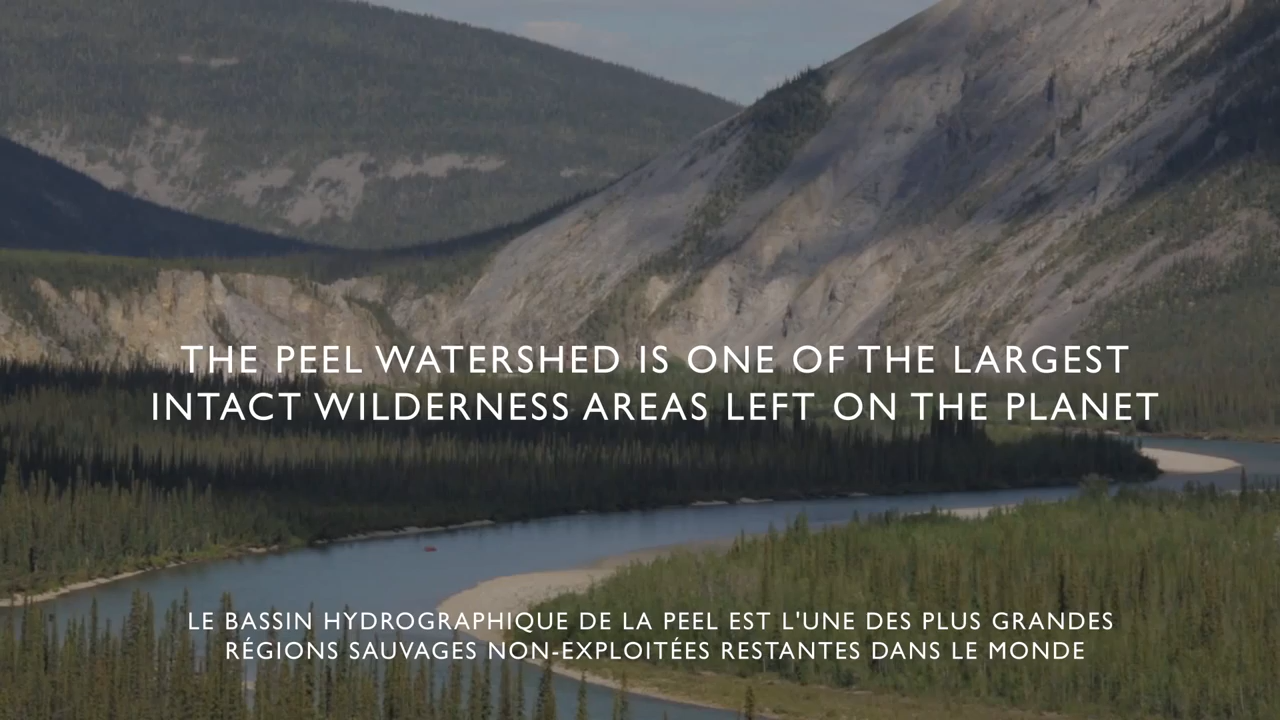 THE PEEL WATERSHED IS ONE OF THE LARGEST
INTACT WILDERNESS AREAS LEFT ON THE PLANET
LE BASSIN HYDROGRAPHIQUE DE LA PEEL EST L'UNE DES PLUS GRANDES
RÉGIONS SAUVAGES NON-EXPLOITÉES RESTANTES DANS LE MONDE